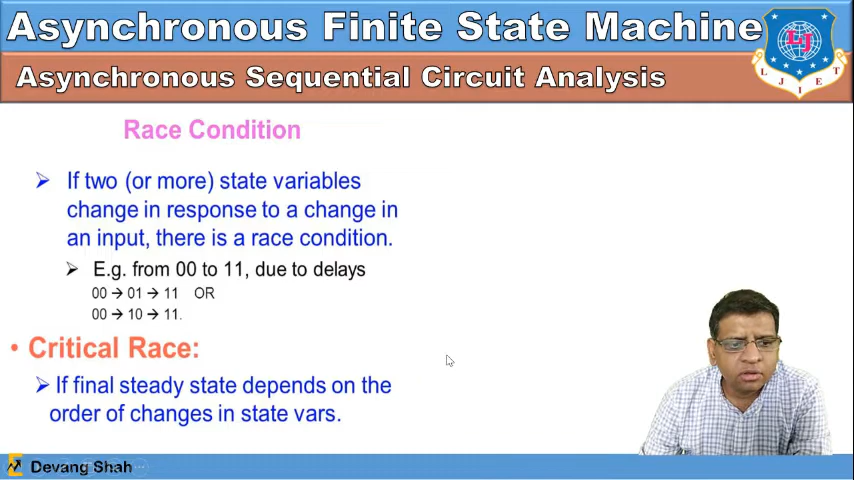 Asynchronous Finite State Machine
Asynchronous Sequential Circuit Analysis
L J I E T
LJ
Race Condition
➢ If two (or more) state variables
change in response to a change in
an input, there is a race condition.
➢ E.g. from 00 to 11, due to delays
00 → 01 → 11 OR
00 → 10 → 11.
• Critical Race:
➢ If final steady state depends on the
order of changes in state vars.
Devang Shah